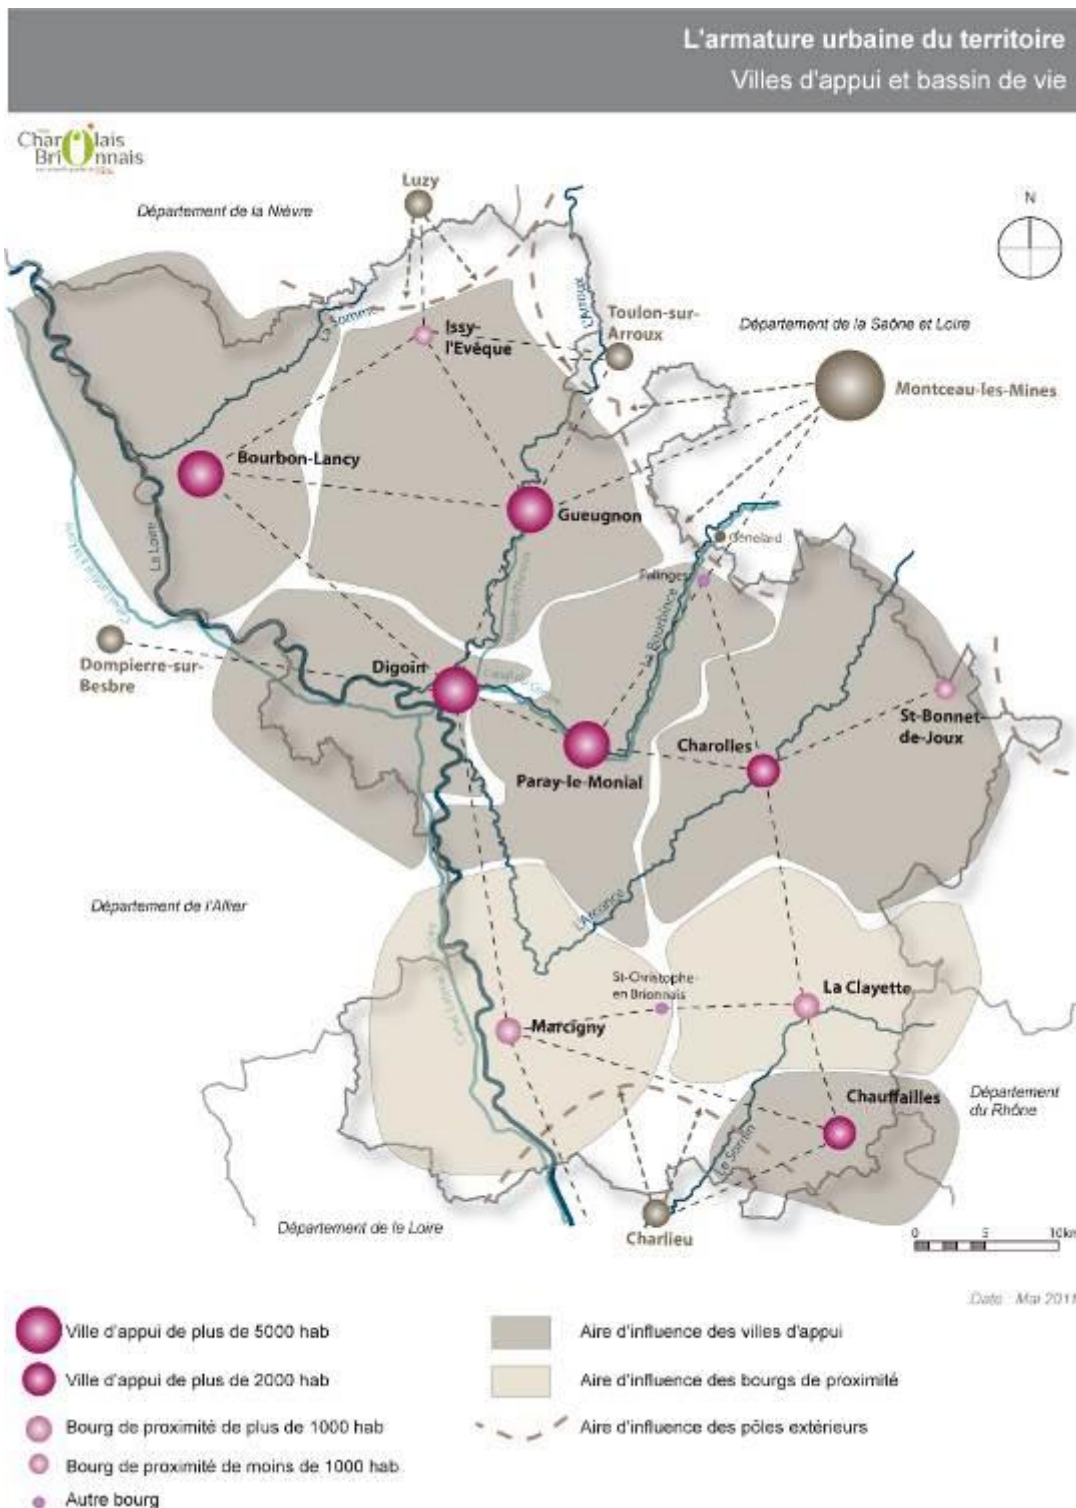 L'armature urbaine du territoire
Villes d'appui et bassin de vie
Charolais
Brionnais
Luzy
Département de la Nièvre
N
La Somme
L'Arroux
Issy-
l'Evêque
Toulon-sur-
Arroux
Département de la Saône et Loire
Montceau-les-Mines
Bourbon-Lancy
Gueugnon
La Loire
Génelard
Palinges
La Bourbince
Dompierre-sur-
Besbre
Digoin
Canal du Centre
St-Bonnet-
de-Joux
Charolles
Paray-le-Monial
Département de l'Allier
L'Arconce
St-Christophe-
en Brionnais
La Clayette
Marcigny
Chauffailles
Département
du Rhône
Le Sornin
Département de la Loire
Charlieu
0 5 10km
Date : Mai 2011
Ville d'appui de plus de 5000 hab
Ville d'appui de plus de 2000 hab
Bourg de proximité de plus de 1000 hab
Bourg de proximité de moins de 1000 hab
Autre bourg
Aire d'influence des villes d'appui
Aire d'influence des bourgs de proximité
Aire d'influence des pôles extérieurs